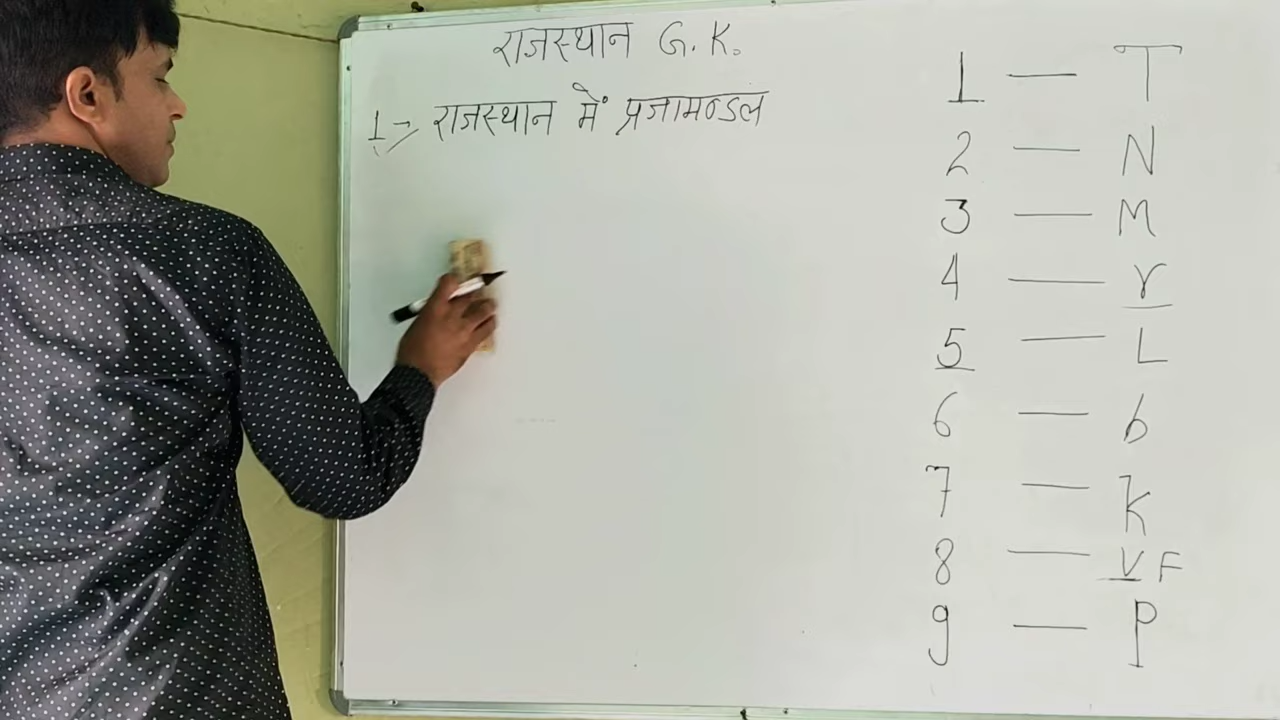 राजस्थान G.K.
1 => राजस्थान में प्रजामण्डल
1 — T
2 — N
3 — M
4 — r
5 — L
6 — b
7 — k
8 — V F
9 — P